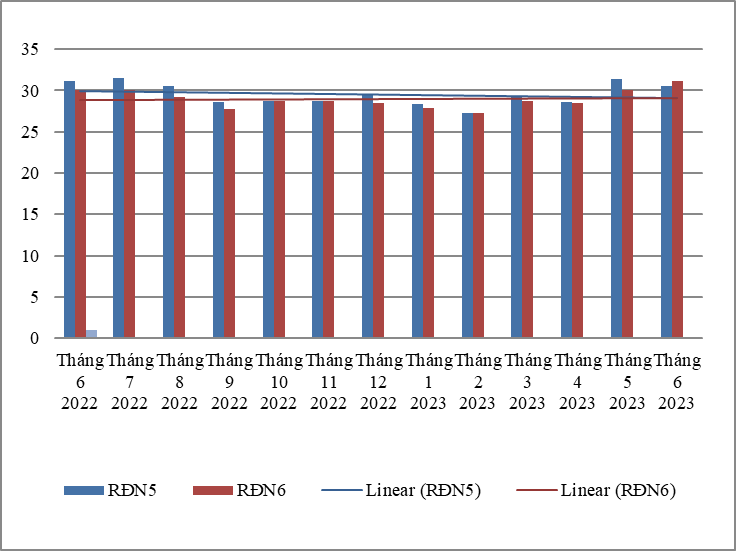 35
30
25
20
15
10
5
0
Tháng Tháng Tháng Tháng Tháng Tháng Tháng Tháng Tháng Tháng Tháng Tháng Tháng
6 7 8 9 10 11 12 1 2 3 4 5 6
2022 2022 2022 2022 2022 2022 2022 2023 2023 2023 2023 2023 2023
RĐN5 RĐN6 Linear (RĐN5) Linear (RĐN6)